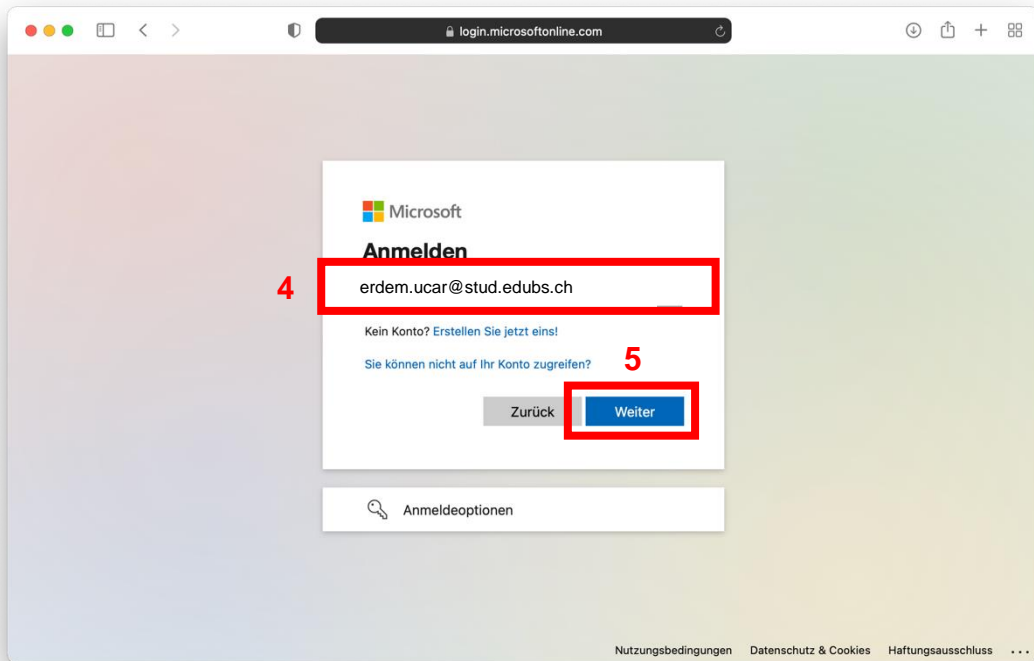 login.microsoftonline.com
Microsoft
Anmelden
4
erdem.ucar@stud.edubs.ch
Kein Konto? Erstellen Sie jetzt eins!
Sie können nicht auf Ihr Konto zugreifen?
5
Zurück Weiter
Anmeldeoptionen
Nutzungsbedingungen Datenschutz & Cookies Haftungsausschluss ...